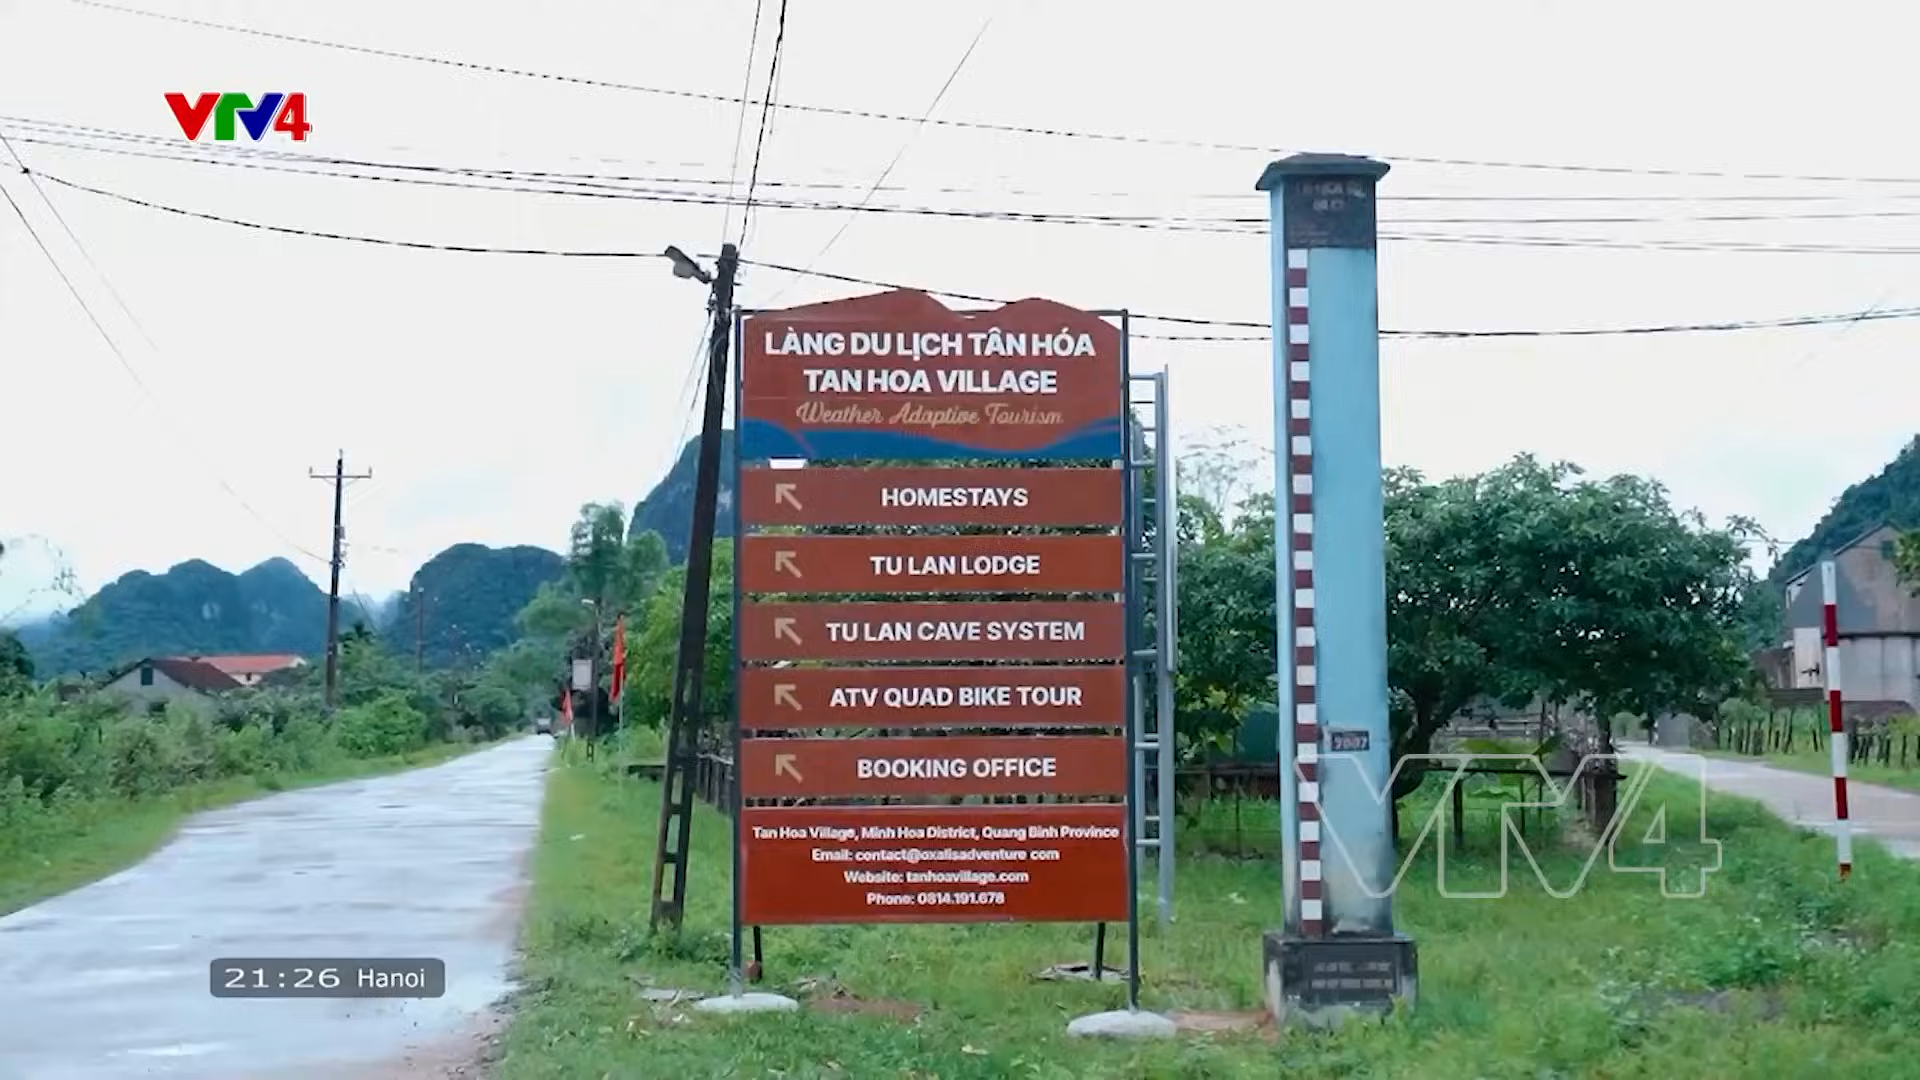 VTV4
LÀNG DU LỊCH TÂN HÓA
TAN HOA VILLAGE
Weather Adaptive Tourism
HOMESTAYS
TU LAN LODGE
TU LAN CAVE SYSTEM
ATV QUAD BIKE TOUR
BOOKING OFFICE
Tan Hoa Village, Minh Hoa District, Quang Binh Province
Email: contact@oxalisadventure.com
Website: tanhoavillage.com
Phone: 0814.191.678
2007
VTV4
21:26 Hanoi